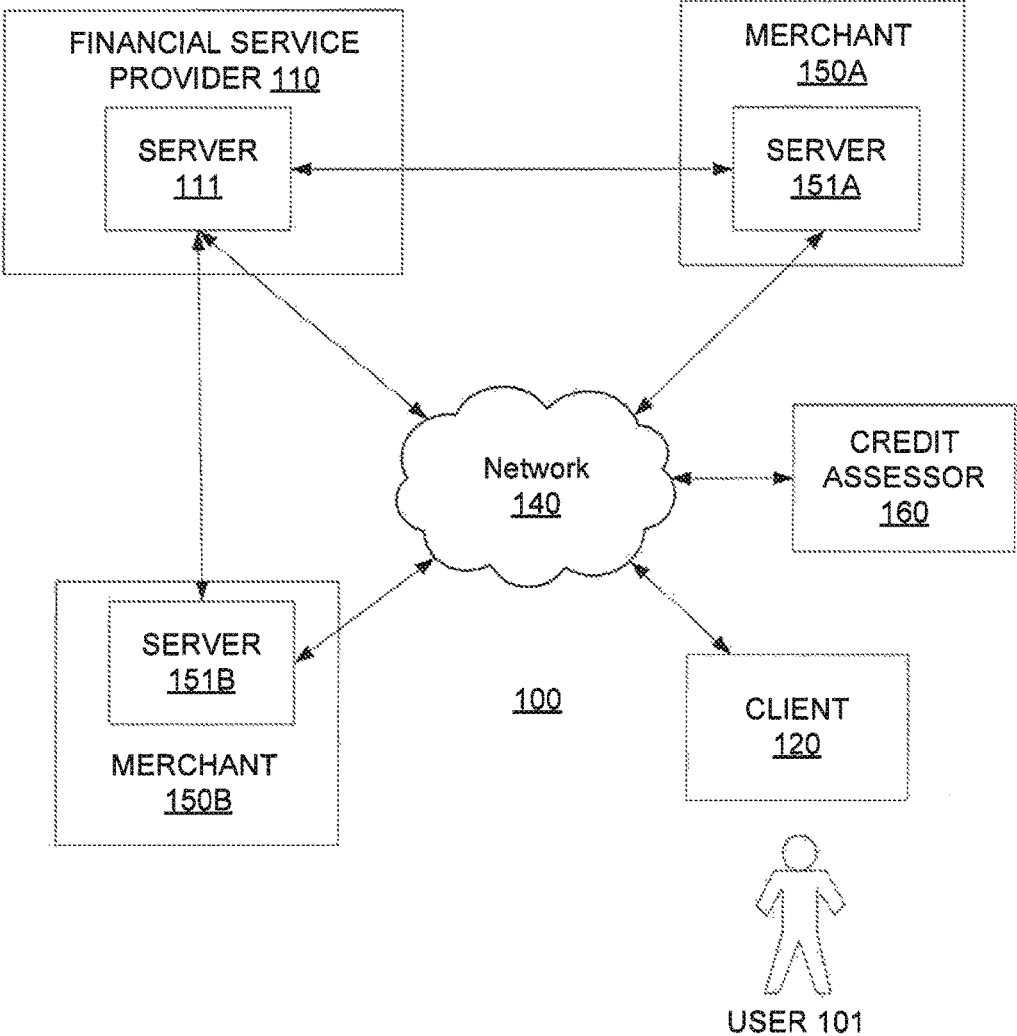 FINANCIAL SERVICE
PROVIDER 110
SERVER
111
MERCHANT
150A
SERVER
151A
Network
140
CREDIT
ASSESSOR
160
SERVER
151B
MERCHANT
150B
100
CLIENT
120
USER 101